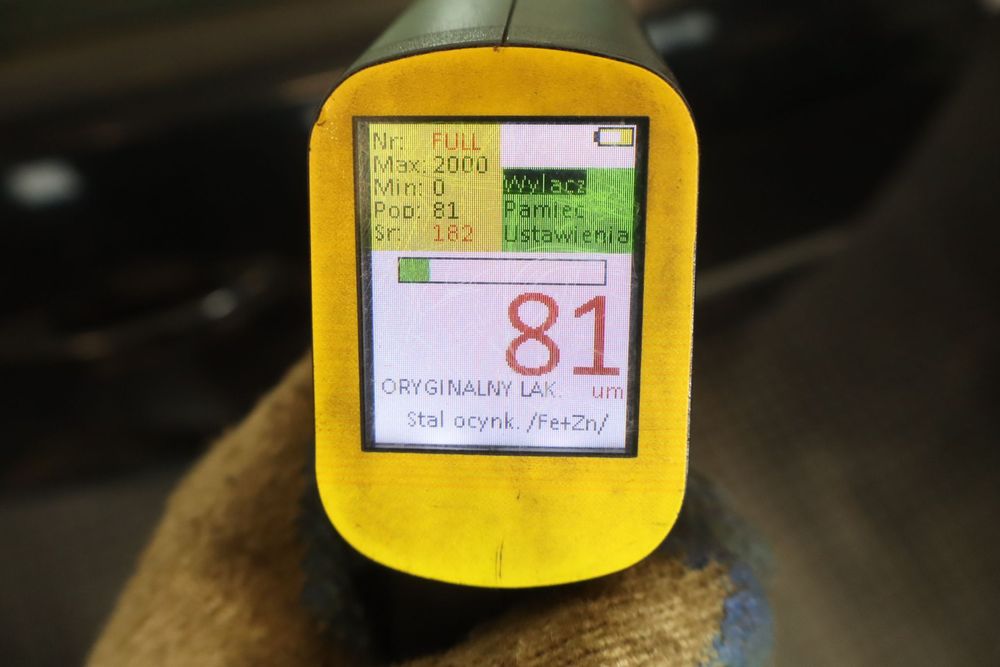 Nr: FULL
Max: 2000
Min: 0
Pop: 81
Sr: 182
Wylacz
Pamiec
Ustawienia
81
um
ORYGINALNY LAK.
Stal ocynk. /Fe+Zn/